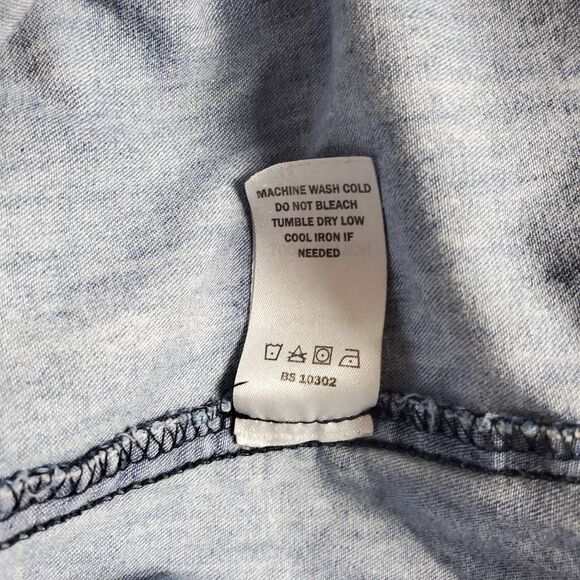 MACHINE WASH COLD
DO NOT BLEACH
TUMBLE DRY LOW
COOL IRON IF
NEEDED
BS 10302